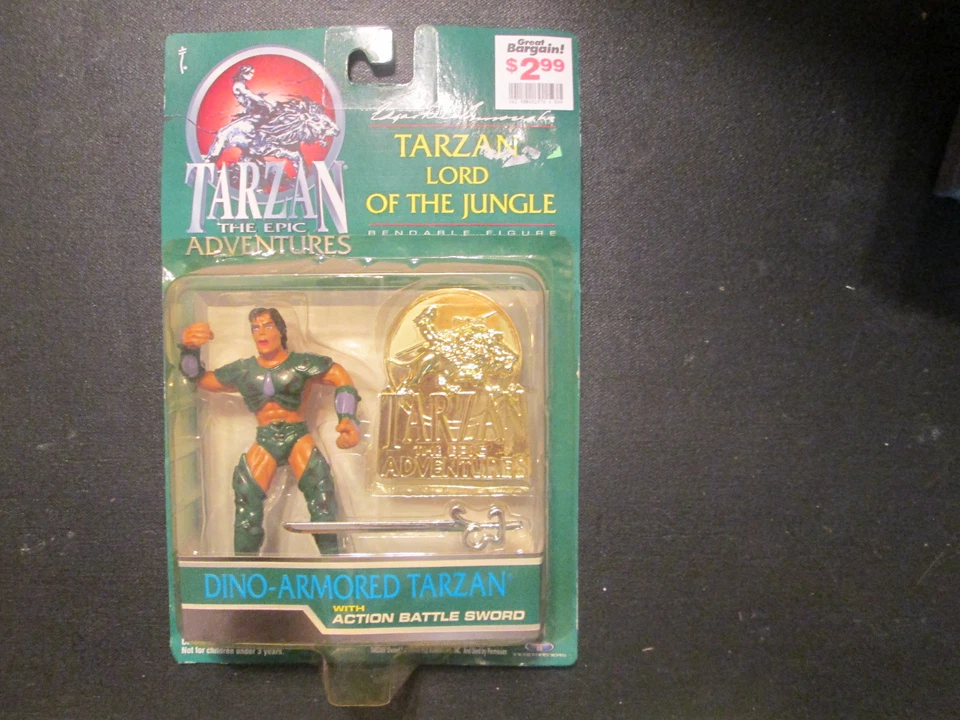 Great
Bargain!
$2.99
TARZAN
LORD
OF THE JUNGLE
BENDABLE FIGURE
TARZAN
THE EPIC
ADVENTURES
TARZAN
THE EPIC
ADVENTURES
DINO-ARMORED TARZAN
WITH
ACTION BATTLE SWORD
Not for children under 3 years.